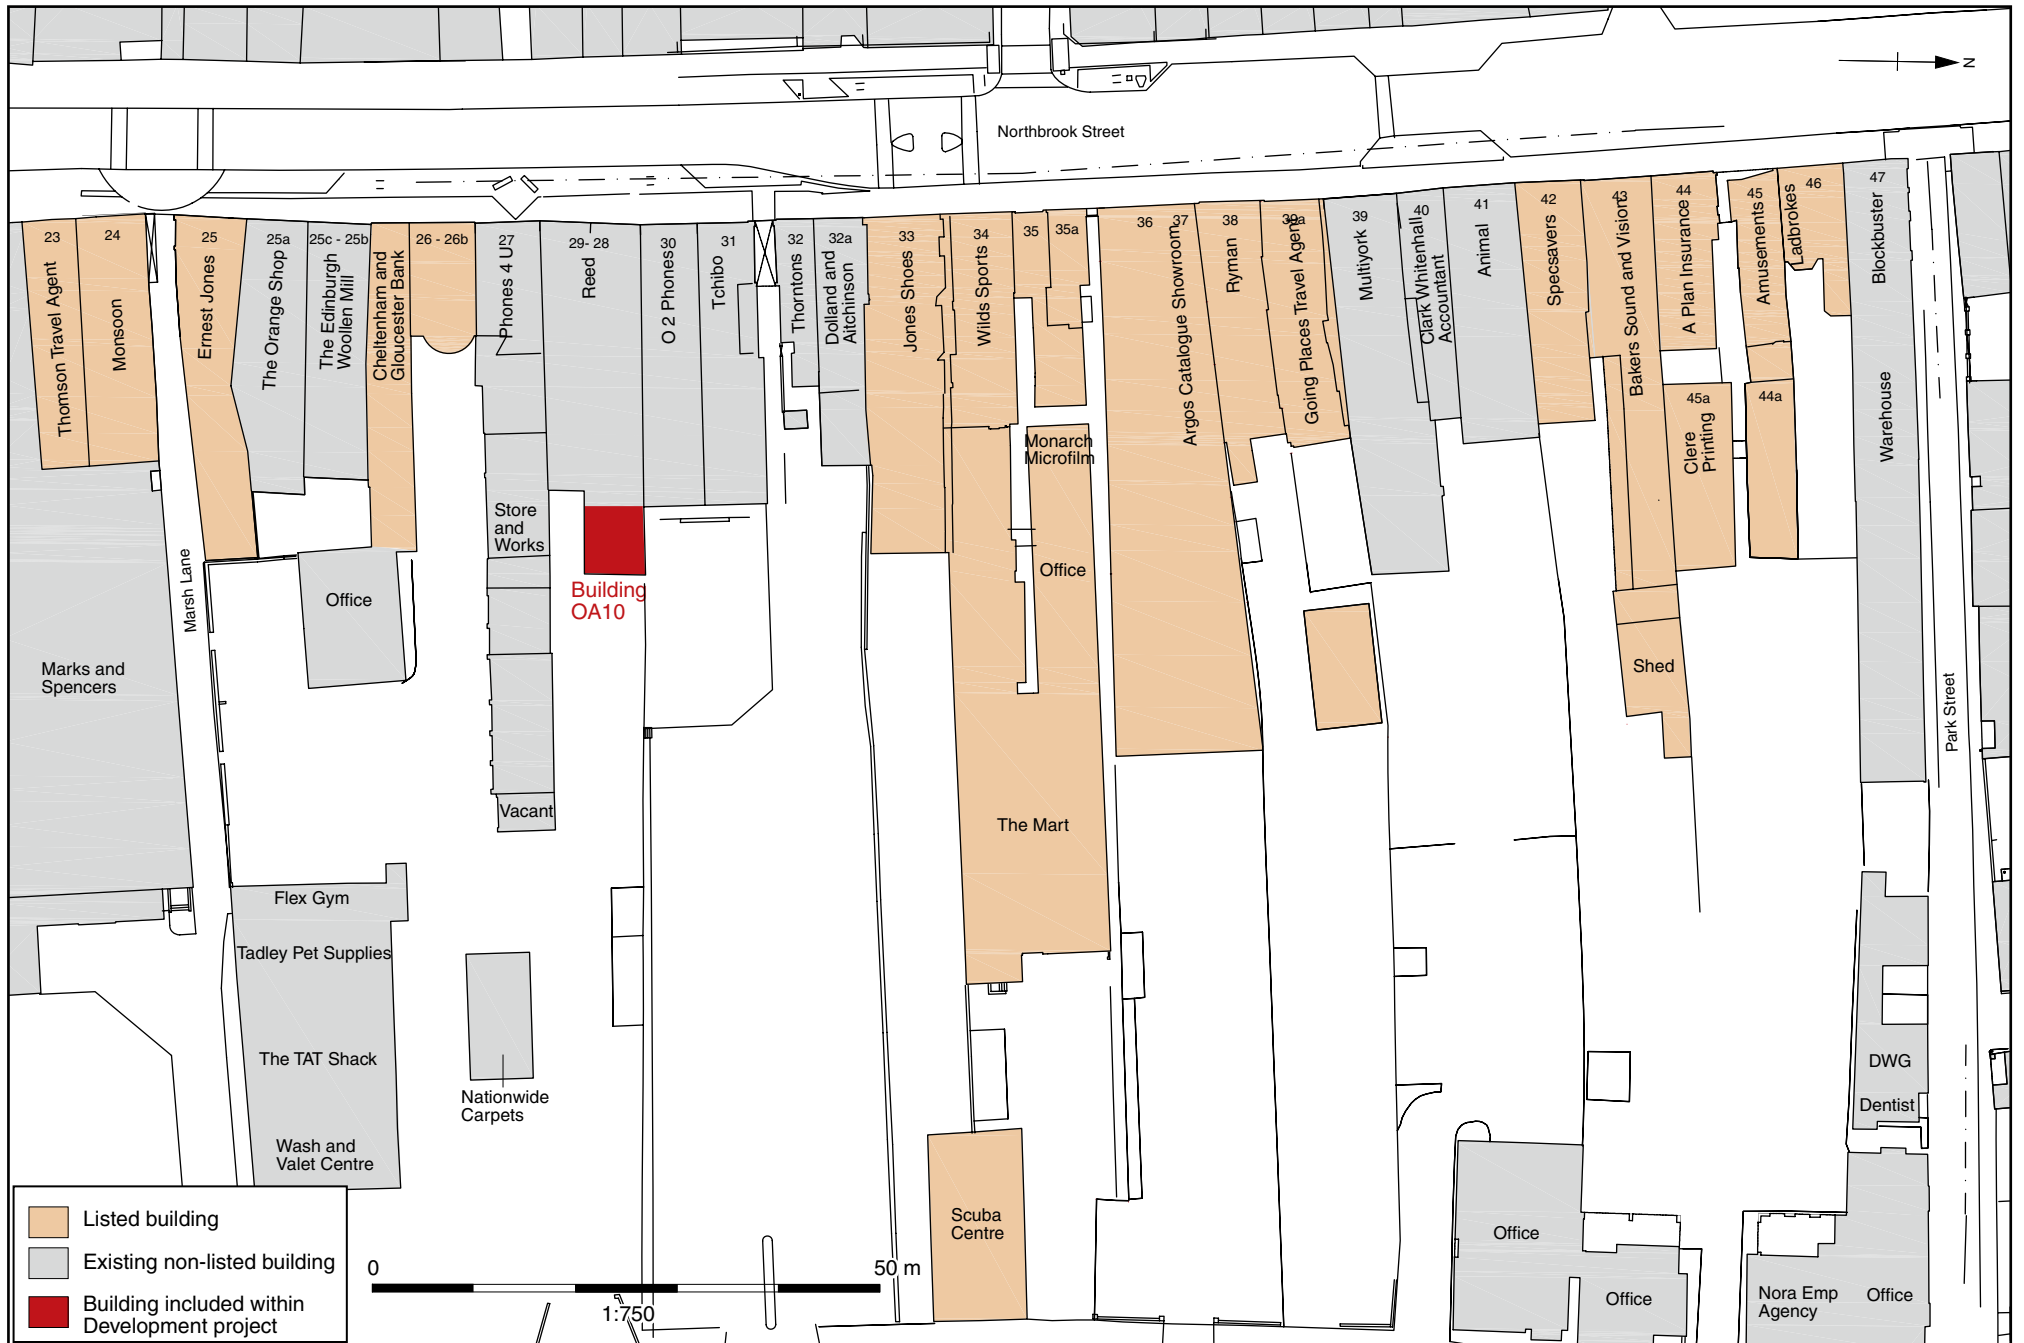 N
Northbrook Street
23
Thomson Travel Agent
24
Monsoon
25
Ernest Jones
25a
The Orange Shop
25c - 25b
The Edinburgh
Woollen Mill
Cheltenham and
Gloucester Bank
26 - 26b
27
Phones 4 U
29- 28
Reed
30
O 2 Phones
31
Tchibo
32
Thorntons
32a
Dolland and
Aitchinson
33
Jones Shoes
34
Wilds Sports
35
35a
36
37
Argos Catalogue Showroom
38
Ryman
39a
Going Places Travel Agent
39
Multiyork
40
Clark Whitenhall
Accountant
41
Animal
42
Specsavers
43
Bakers Sound and Vision
44
A Plan Insurance
45
Amusements
46
Ladbrokes
47
Blockbuster
Warehouse
45a
Clere
Printing
44a
Monarch
Microfilm
Office
Store
and
Works
Building
OA10
Office
Marsh Lane
Marks and
Spencers
Shed
Park Street
Vacant
The Mart
Flex Gym
Tadley Pet Supplies
The TAT Shack
Wash and
Valet Centre
Nationwide
Carpets
DWG
Dentist
Scuba
Centre
Office
Office
Nora Emp
Agency
Office
Listed building
Existing non-listed building
Building included within
Development project
0
50 m
1:750